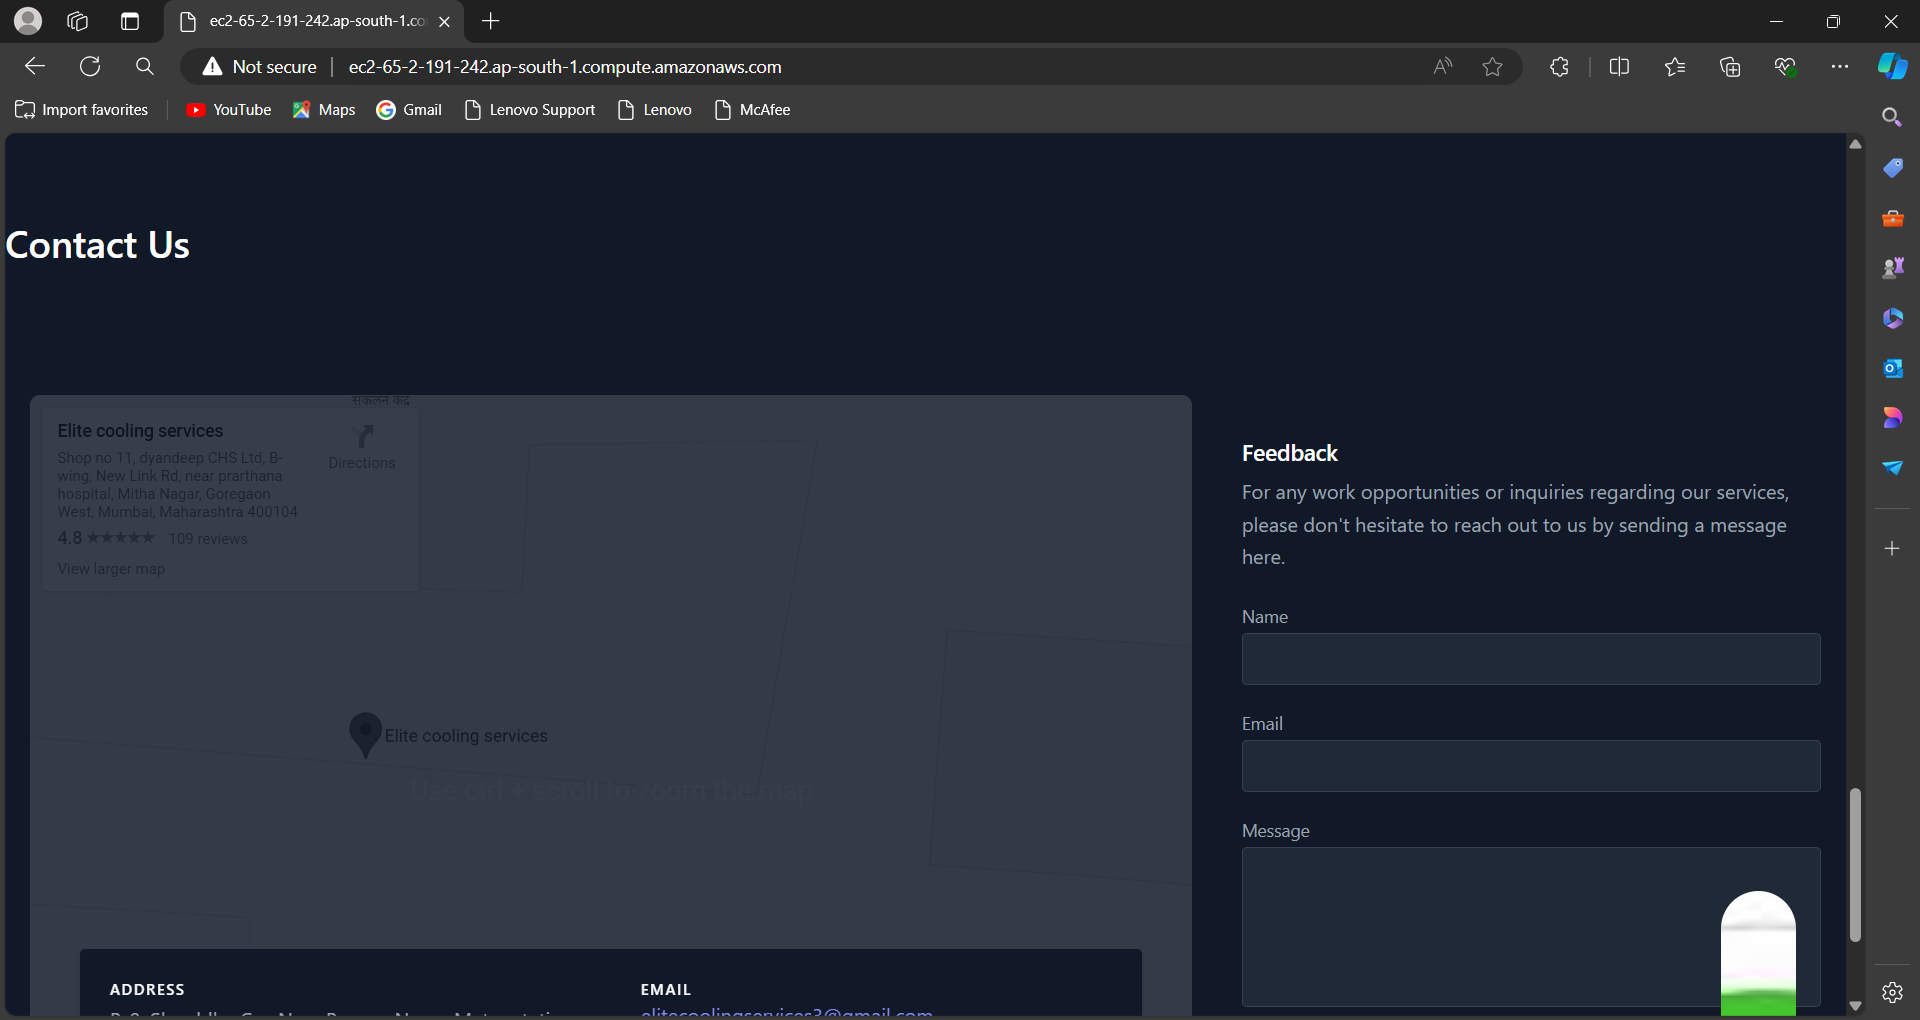 ec2-65-2-191-242.ap-south-1.co
Not secure
ec2-65-2-191-242.ap-south-1.compute.amazonaws.com
Import favorites
YouTube
Maps
Gmail
Lenovo Support
Lenovo
McAfee
Contact Us
Elite cooling services
Directions
Shop no 11, dyandeep CHS Ltd, B-
wing, New Link Rd, near prarthana
hospital, Mitha Nagar, Goregaon
West, Mumbai, Maharashtra 400104
4.8 ★★★★★ 109 reviews
View larger map
Elite cooling services
Use ctrl + scroll to zoom the map
ADDRESS
EMAIL
elitecoolingservices3@gmail.com
Feedback
For any work opportunities or inquiries regarding our services,
please don't hesitate to reach out to us by sending a message
here.
Name
Email
Message